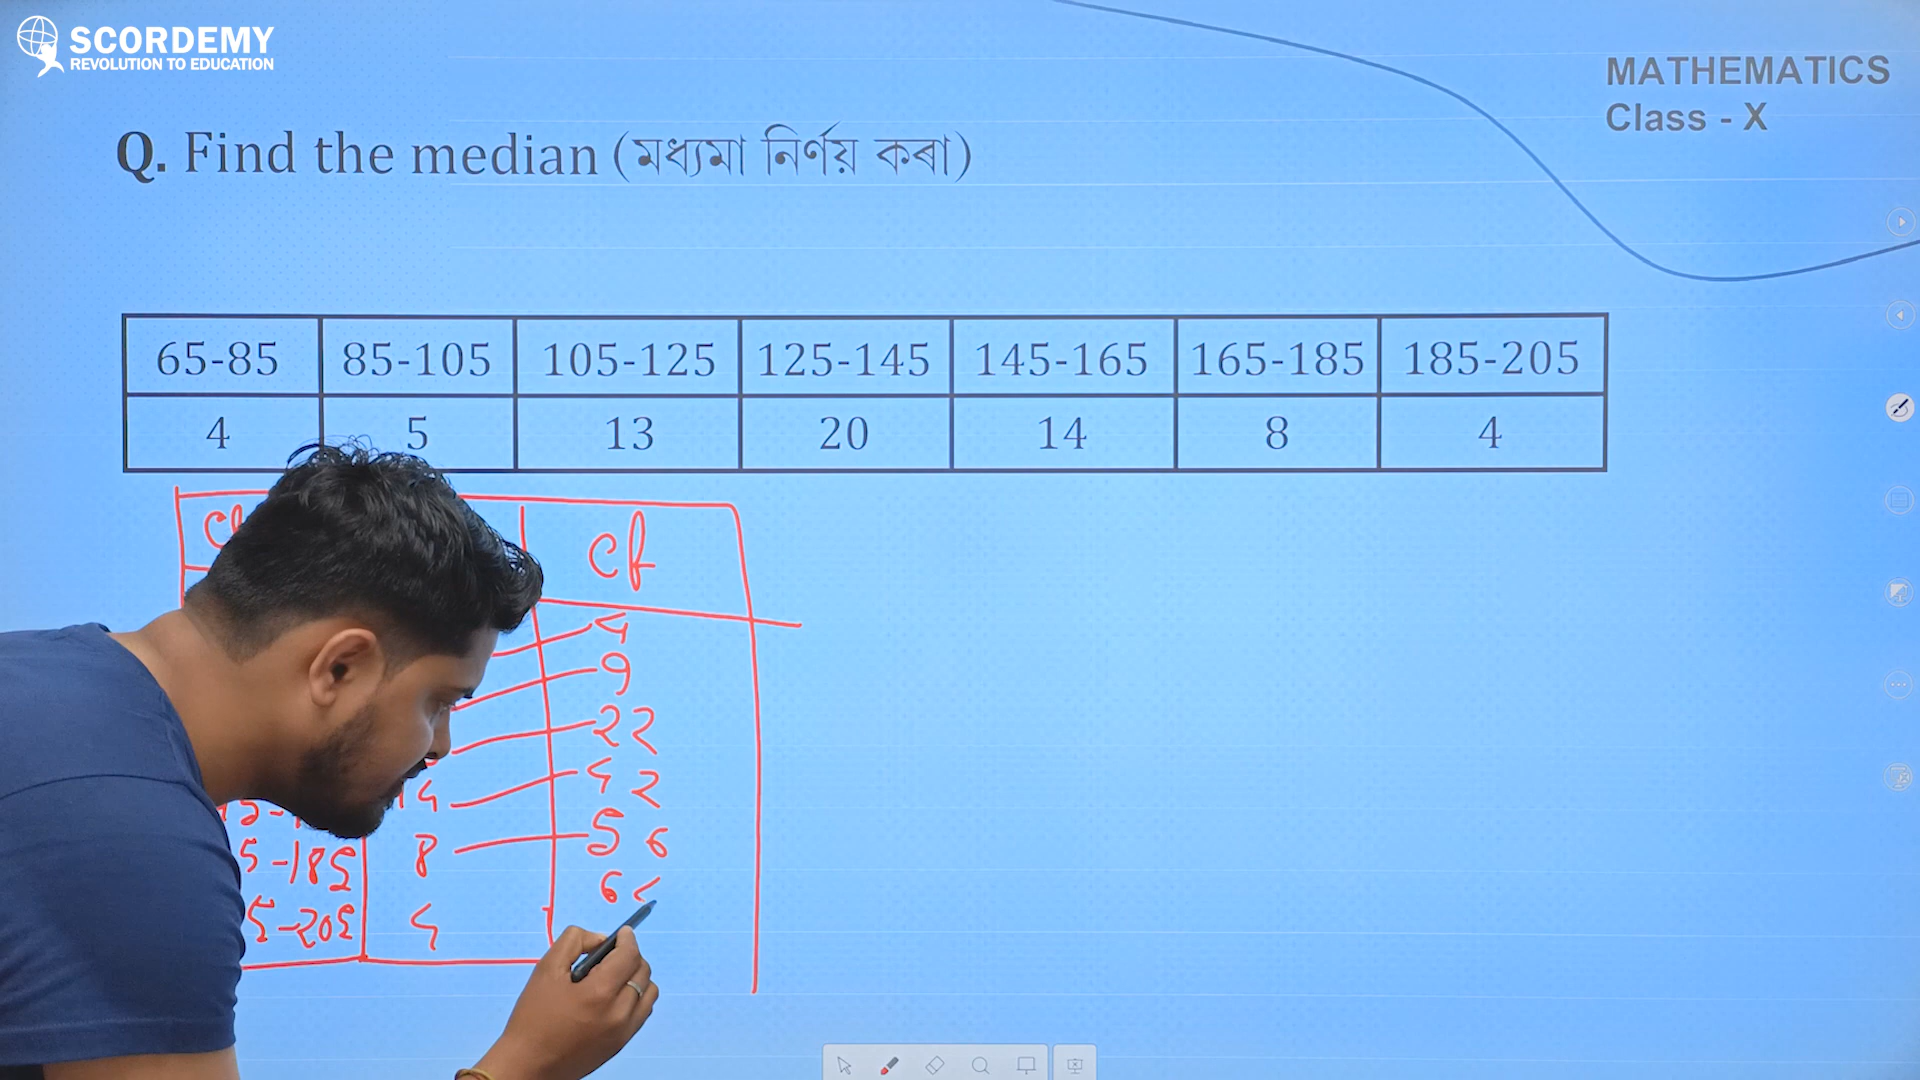 SCORDEMY
REVOLUTION TO EDUCATION
MATHEMATICS
Class - X
Q. Find the median (মধ্যমা নিৰ্ণয় কৰা)
65-85 85-105 105-125 125-145 145-165 165-185 185-205
4 5 13 20 14 8 4
cf
4
9
22
14 42
5-185 8 56
5-205 4 64